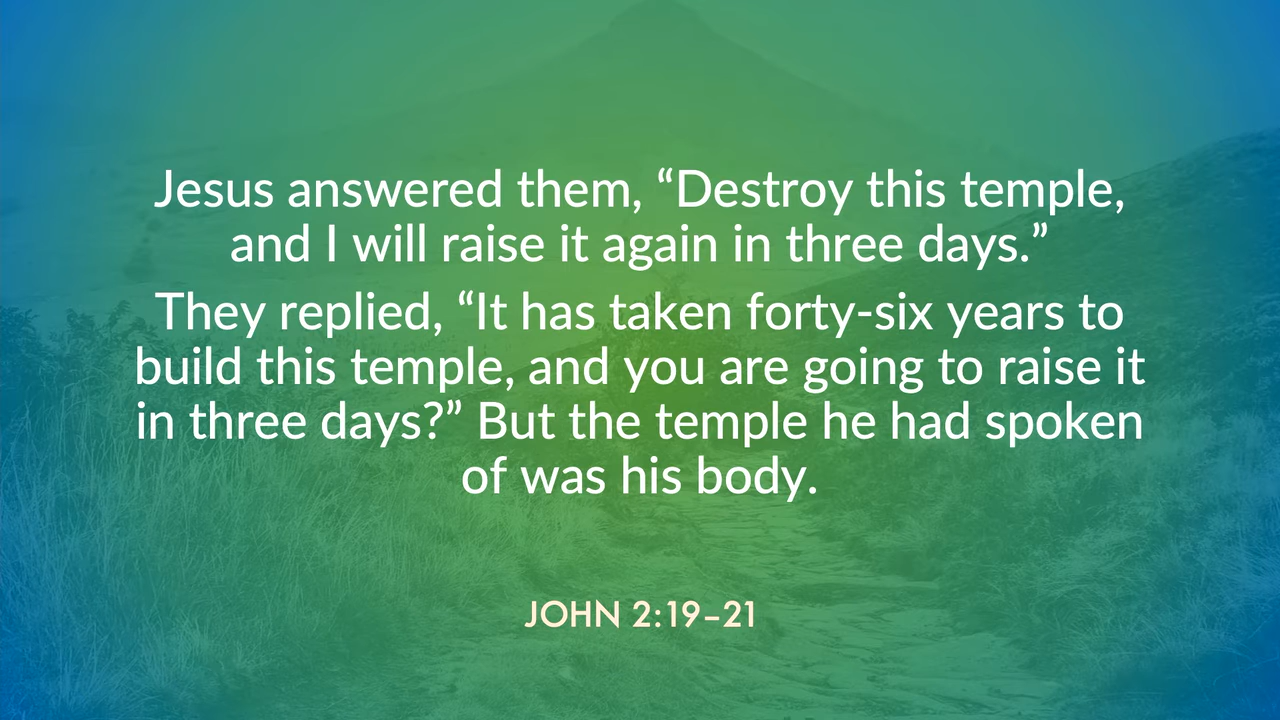 Jesus answered them, “Destroy this temple,
and I will raise it again in three days.”
They replied, “It has taken forty-six years to
build this temple, and you are going to raise it
in three days?” But the temple he had spoken
of was his body.
JOHN 2:19–21